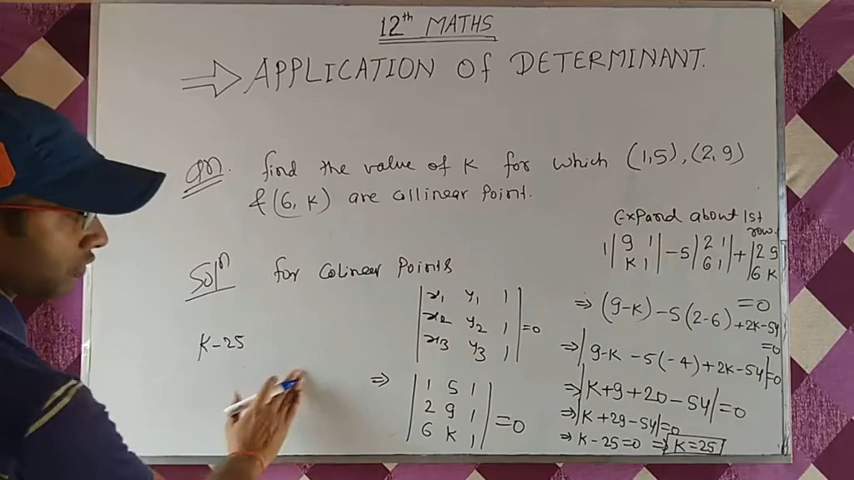 12th MATHS
⇒ APPLICATION of DETERMINANT.
Qn. find the value of K for which (1,5), (2,9)
& (6, K) are collinear Point.
Soln for Colinear Points
| x1 y1 1 |
| x2 y2 1 | =0
| x3 y3 1 |
K-25
⇒ | 1 5 1 |
| 2 9 1 | =0
| 6 K 1 |
Expand about 1st
row.
1 | 9 1 | -5 | 2 1 | + | 2 9 |
| K 1 | | 6 1 | | 6 K |
=0
⇒ (9-K) -5(2-6) +2K-54
=0
⇒ |9-K -5(-4) +2K-54|=0
⇒ |K+9+20-54|=0
⇒ |K+29-54|=0
⇒ K-25=0 ⇒ K=25